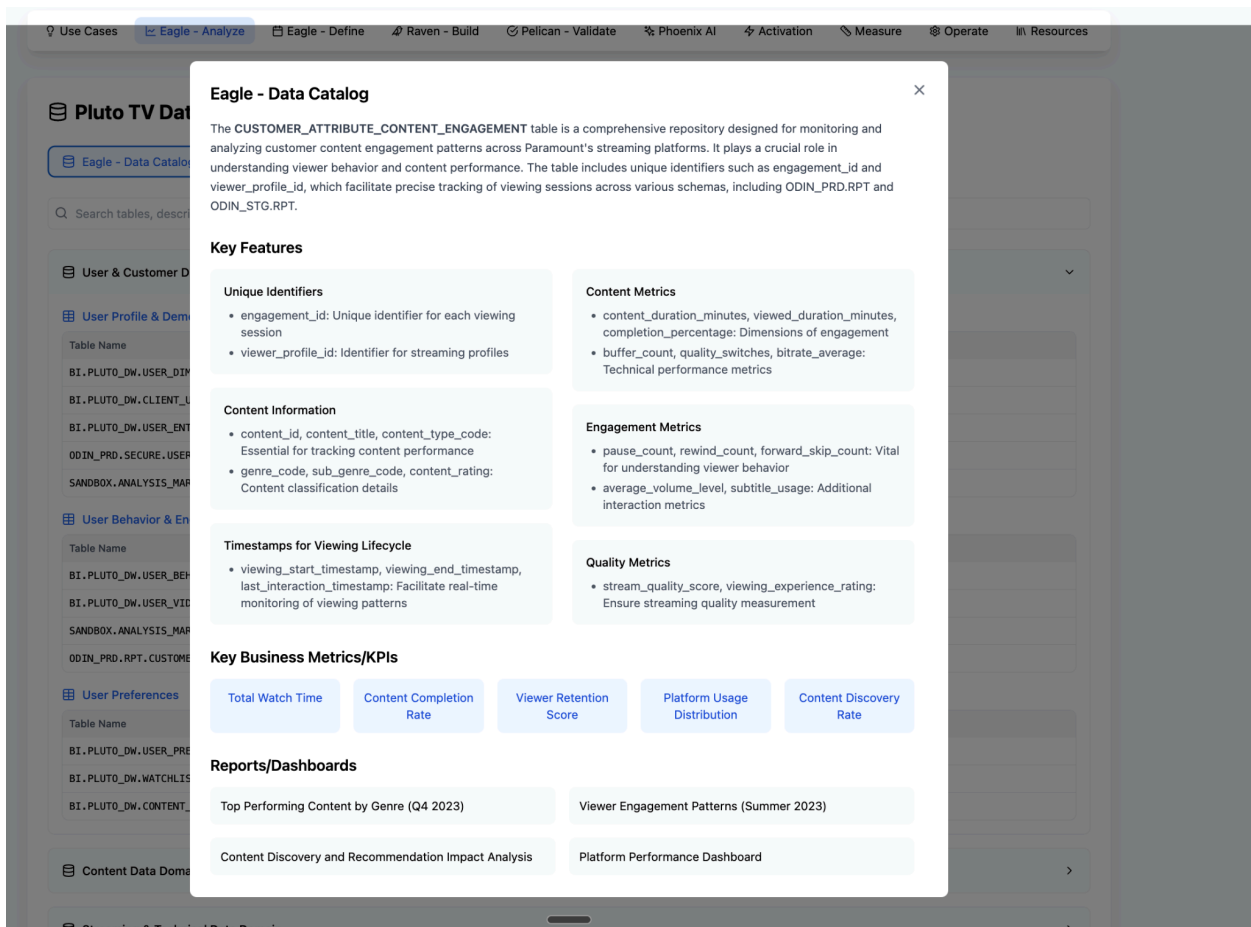 Use Cases
Eagle - Analyze
Eagle - Define
Raven - Build
Pelican - Validate
Phoenix AI
Activation
Measure
Operate
Resources
Pluto TV Dat
Eagle - Data Catalog
Search tables, descri
User & Customer D
User Profile & Demo
Table Name
BI.PLUTO_DW.USER_DIM
BI.PLUTO_DW.CLIENT_U
BI.PLUTO_DW.USER_ENT
ODIN_PRD.SECURE.USER
SANDBOX.ANALYSIS_MAR
User Behavior & En
Table Name
BI.PLUTO_DW.USER_BEH
BI.PLUTO_DW.USER_VID
SANDBOX.ANALYSIS_MAR
ODIN_PRD.RPT.CUSTOME
User Preferences
Table Name
BI.PLUTO_DW.USER_PRE
BI.PLUTO_DW.WATCHLIS
BI.PLUTO_DW.CONTENT_
Content Data Doma
Eagle - Data Catalog
The CUSTOMER_ATTRIBUTE_CONTENT_ENGAGEMENT table is a comprehensive repository designed for monitoring and
analyzing customer content engagement patterns across Paramount's streaming platforms. It plays a crucial role in
understanding viewer behavior and content performance. The table includes unique identifiers such as engagement_id and
viewer_profile_id, which facilitate precise tracking of viewing sessions across various schemas, including ODIN_PRD.RPT and
ODIN_STG.RPT.
Key Features
Unique Identifiers
• engagement_id: Unique identifier for each viewing
session
• viewer_profile_id: Identifier for streaming profiles
Content Information
• content_id, content_title, content_type_code:
Essential for tracking content performance
• genre_code, sub_genre_code, content_rating:
Content classification details
Timestamps for Viewing Lifecycle
• viewing_start_timestamp, viewing_end_timestamp,
last_interaction_timestamp: Facilitate real-time
monitoring of viewing patterns
Content Metrics
• content_duration_minutes, viewed_duration_minutes,
completion_percentage: Dimensions of engagement
• buffer_count, quality_switches, bitrate_average:
Technical performance metrics
Engagement Metrics
• pause_count, rewind_count, forward_skip_count: Vital
for understanding viewer behavior
• average_volume_level, subtitle_usage: Additional
interaction metrics
Quality Metrics
• stream_quality_score, viewing_experience_rating:
Ensure streaming quality measurement
Key Business Metrics/KPIs
Total Watch Time
Content Completion
Rate
Viewer Retention
Score
Platform Usage
Distribution
Content Discovery
Rate
Reports/Dashboards
Top Performing Content by Genre (Q4 2023)
Viewer Engagement Patterns (Summer 2023)
Content Discovery and Recommendation Impact Analysis
Platform Performance Dashboard